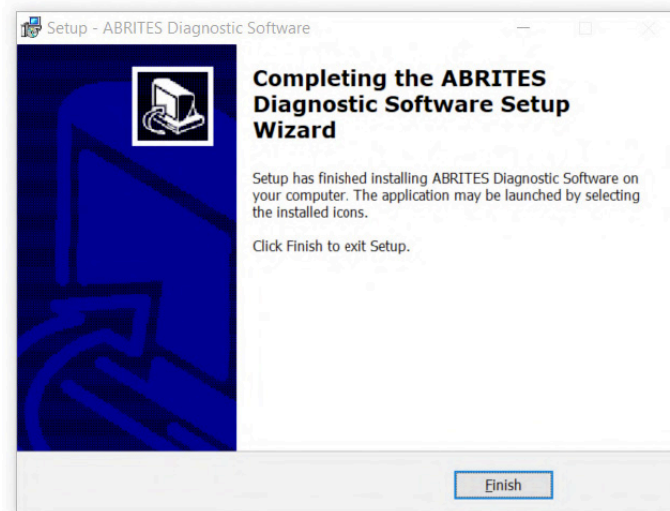 Setup - ABRITES Diagnostic Software
Completing the ABRITES
Diagnostic Software Setup
Wizard
Setup has finished installing ABRITES Diagnostic Software on
your computer. The application may be launched by selecting
the installed icons.
Click Finish to exit Setup.
Finish